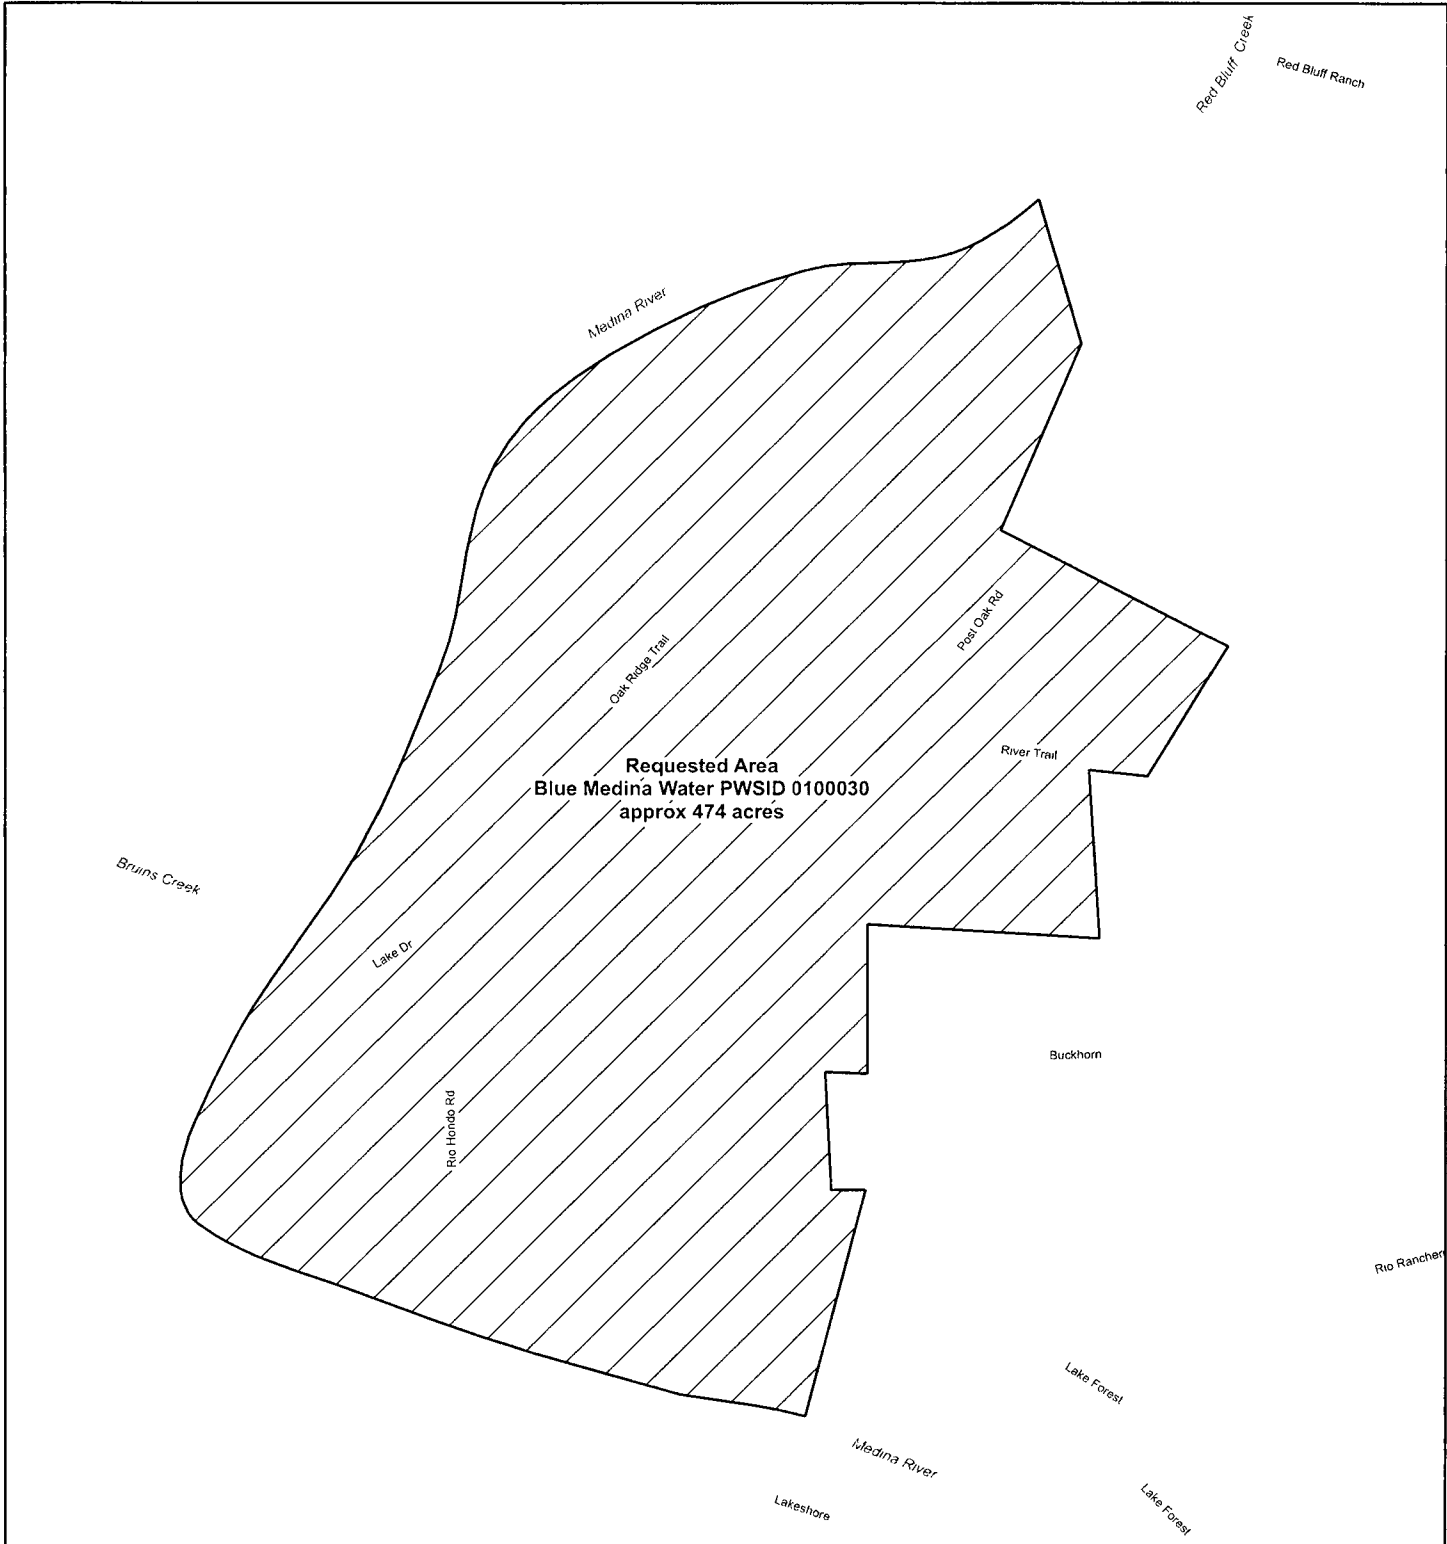 Red Bluff Creek
Red Bluff Ranch
Medina River
Post Oak Rd
Oak Ridge Trail
River Trail
Requested Area
Blue Medina Water PWSID 0100030
approx 474 acres
Bruins Creek
Lake Dr
Buckhorn
Rio Hondo Rd
Lake Forest
Medina River
Lakeshore
Lake Forest